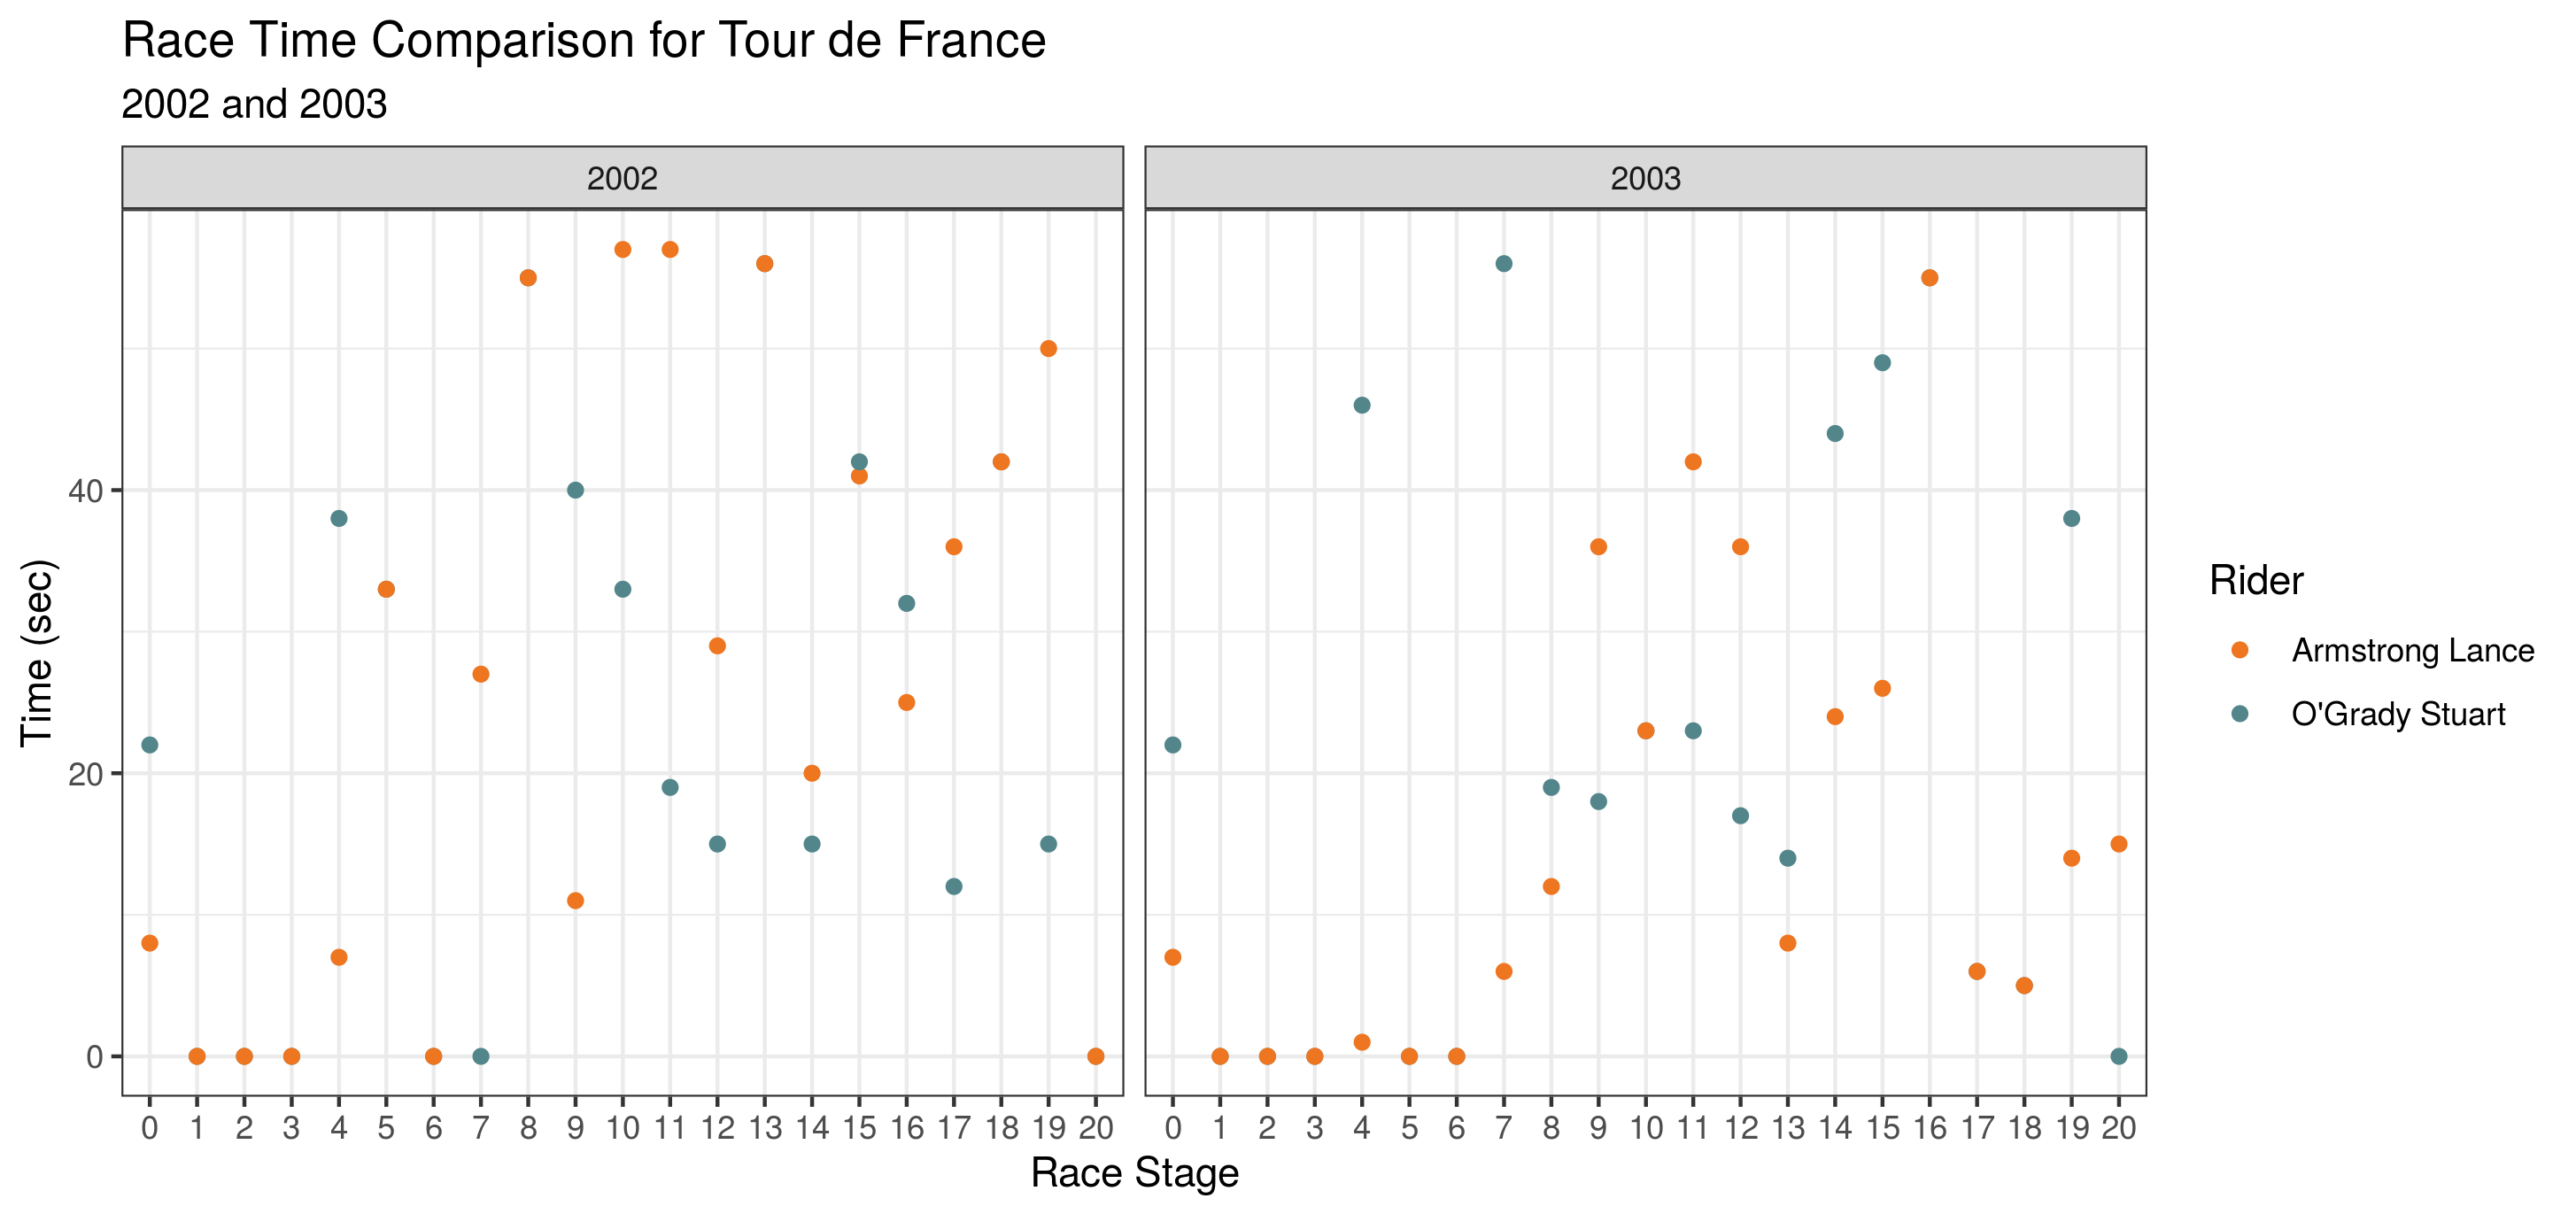 Race Time Comparison for Tour de France
2002 and 2003
2002 2003
40
20
0
Time (sec)
0 1 2 3 4 5 6 7 8 9 10 11 12 13 14 15 16 17 18 19 20 0 1 2 3 4 5 6 7 8 9 10 11 12 13 14 15 16 17 18 19 20
Race Stage
Rider
Armstrong Lance
O'Grady Stuart